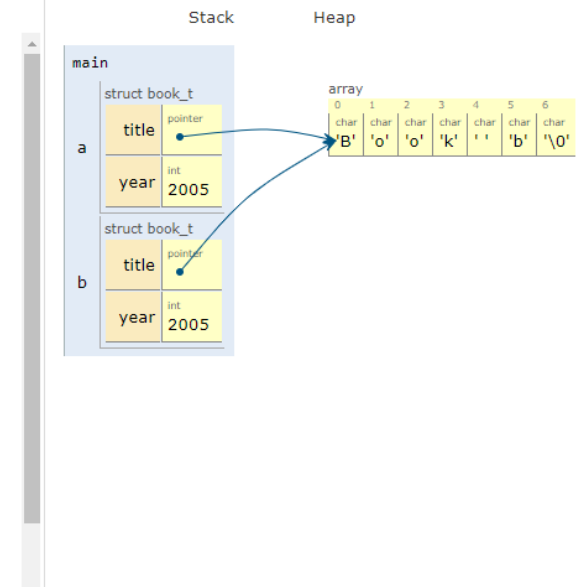 Stack Heap
main
struct book_t
array
0 1 2 3 4 5 6
title pointer
char char char char char char char
'B' 'o' 'o' 'k' ' ' 'b' '\0'
a
year int 2005
struct book_t
title pointer
b
year int 2005